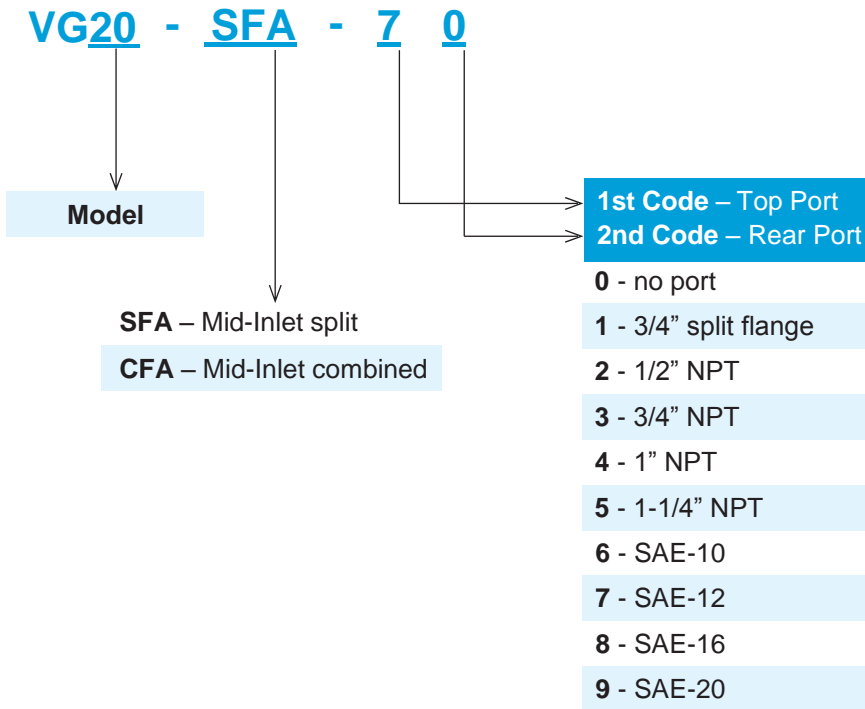 VG20 - SFA - 7 0
Model
1st Code – Top Port
2nd Code – Rear Port
SFA – Mid-Inlet split
CFA – Mid-Inlet combined
0 - no port
1 - 3/4” split flange
2 - 1/2” NPT
3 - 3/4” NPT
4 - 1” NPT
5 - 1-1/4” NPT
6 - SAE-10
7 - SAE-12
8 - SAE-16
9 - SAE-20